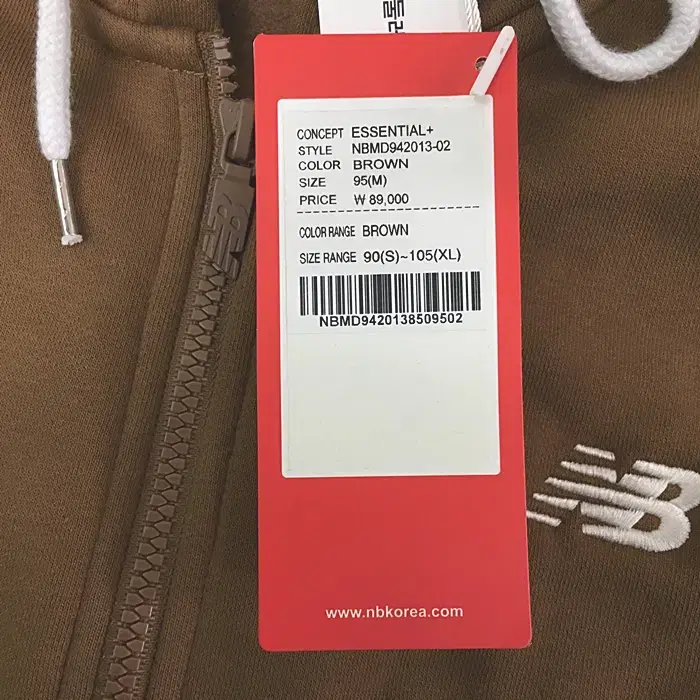 CONCEPT ESSENTIAL+
STYLE NBMD942013-02
COLOR BROWN
SIZE 95(M)
PRICE ₩ 89,000
COLOR RANGE BROWN
SIZE RANGE 90(S)~105(XL)
NBMD9420138509502
NB
www.nbkorea.com